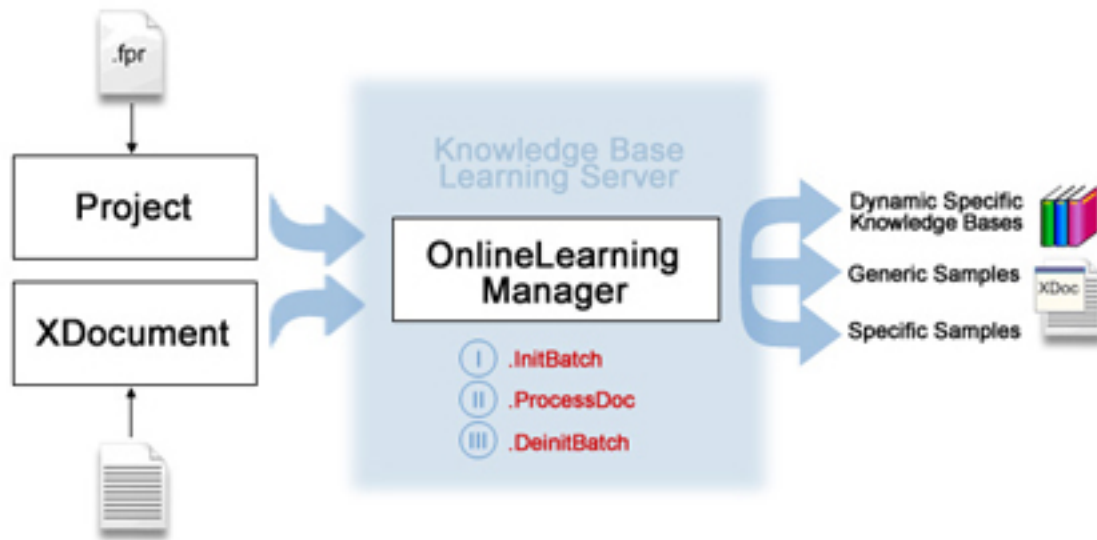 .fpr
Project
XDocument
Knowledge Base
Learning Server
OnlineLearning
Manager
I .InitBatch
II .ProcessDoc
III .DeinitBatch
Dynamic Specific
Knowledge Bases
Generic Samples
XDoc
Specific Samples